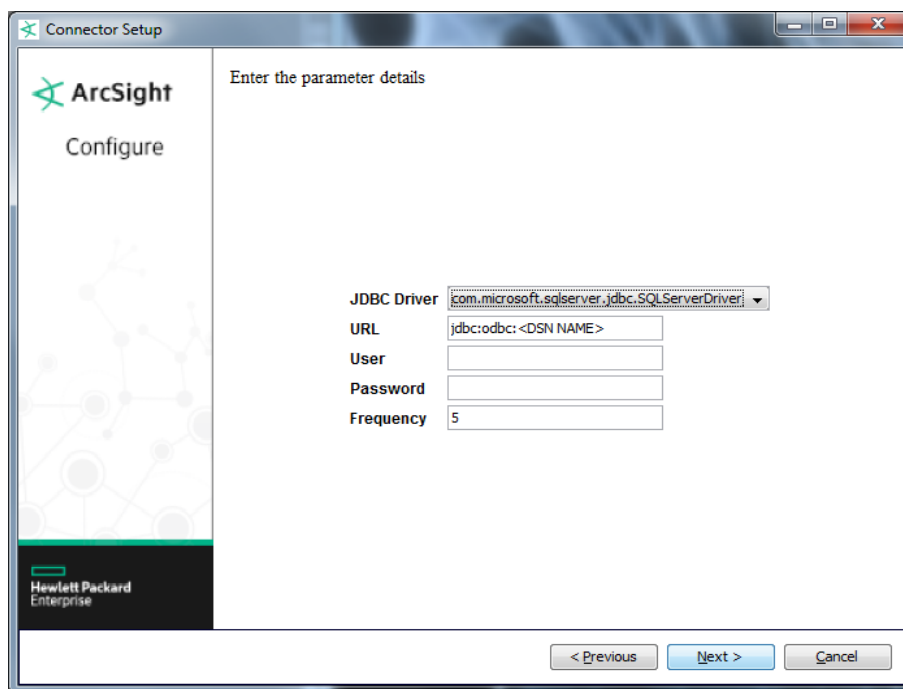 Connector Setup
ArcSight
Configure
Enter the parameter details
JDBC Driver com.microsoft.sqlserver.jdbc.SQLServerDriver
URL jdbc:odbc:<DSN NAME>
User
Password
Frequency 5
Hewlett Packard
Enterprise
< Previous Next > Cancel